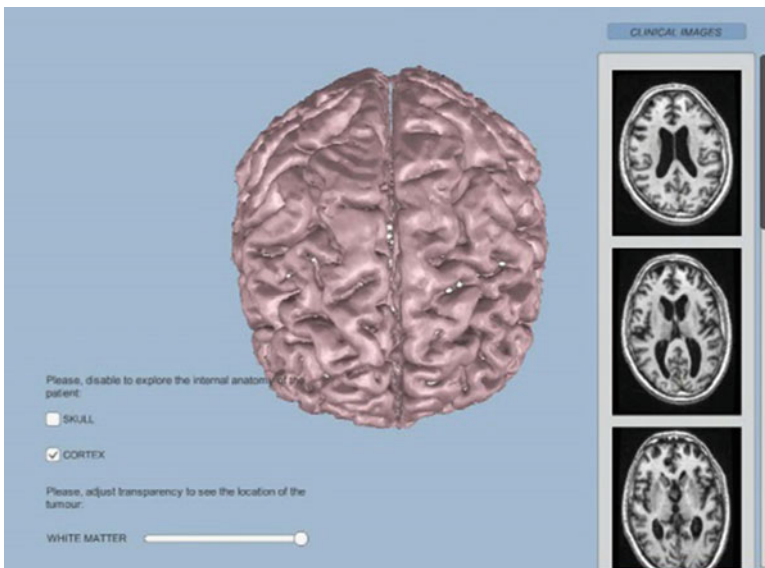 CLINICAL IMAGES
Please, disable to explore the internal anatomy of the
patient:
SKULL
CORTEX
Please, adjust transparency to see the location of the
tumour:
WHITE MATTER